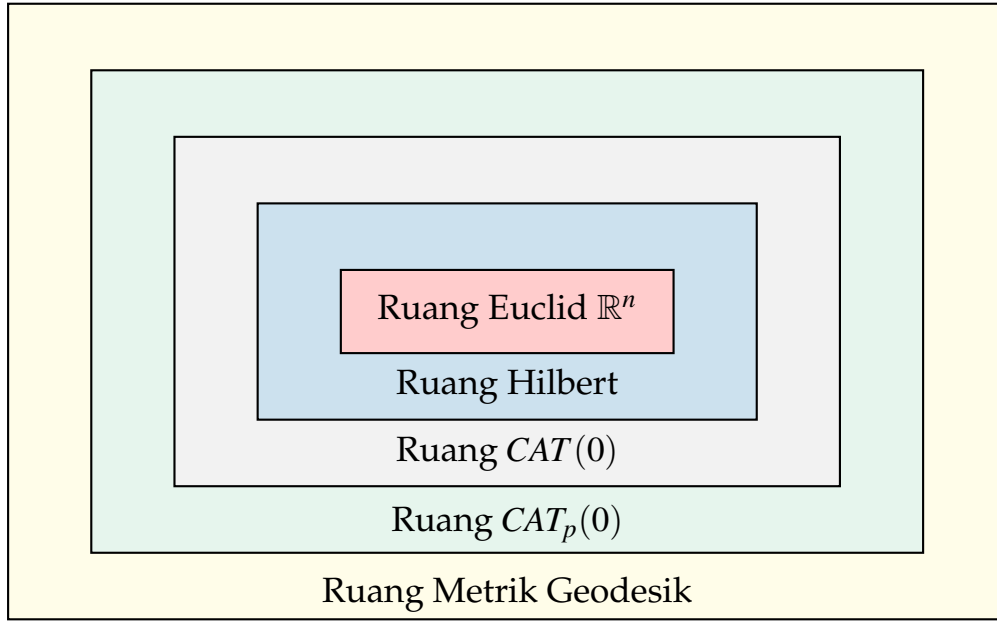 Ruang Euclid ℝⁿ
Ruang Hilbert
Ruang CAT(0)
Ruang CATₚ(0)
Ruang Metrik Geodesik